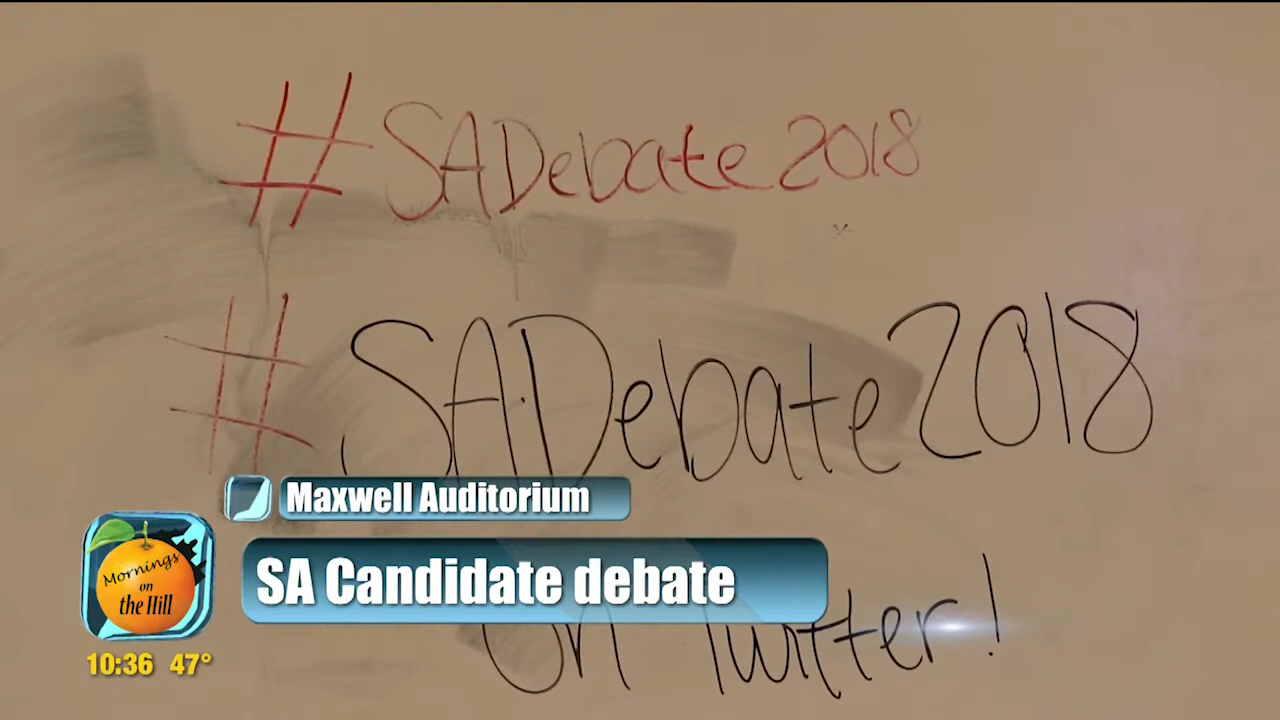 #SADebate2018
#SADebate2018
Maxwell Auditorium
SA Candidate debate
on Twitter!
Mornings
on
the Hill
10:36 47°